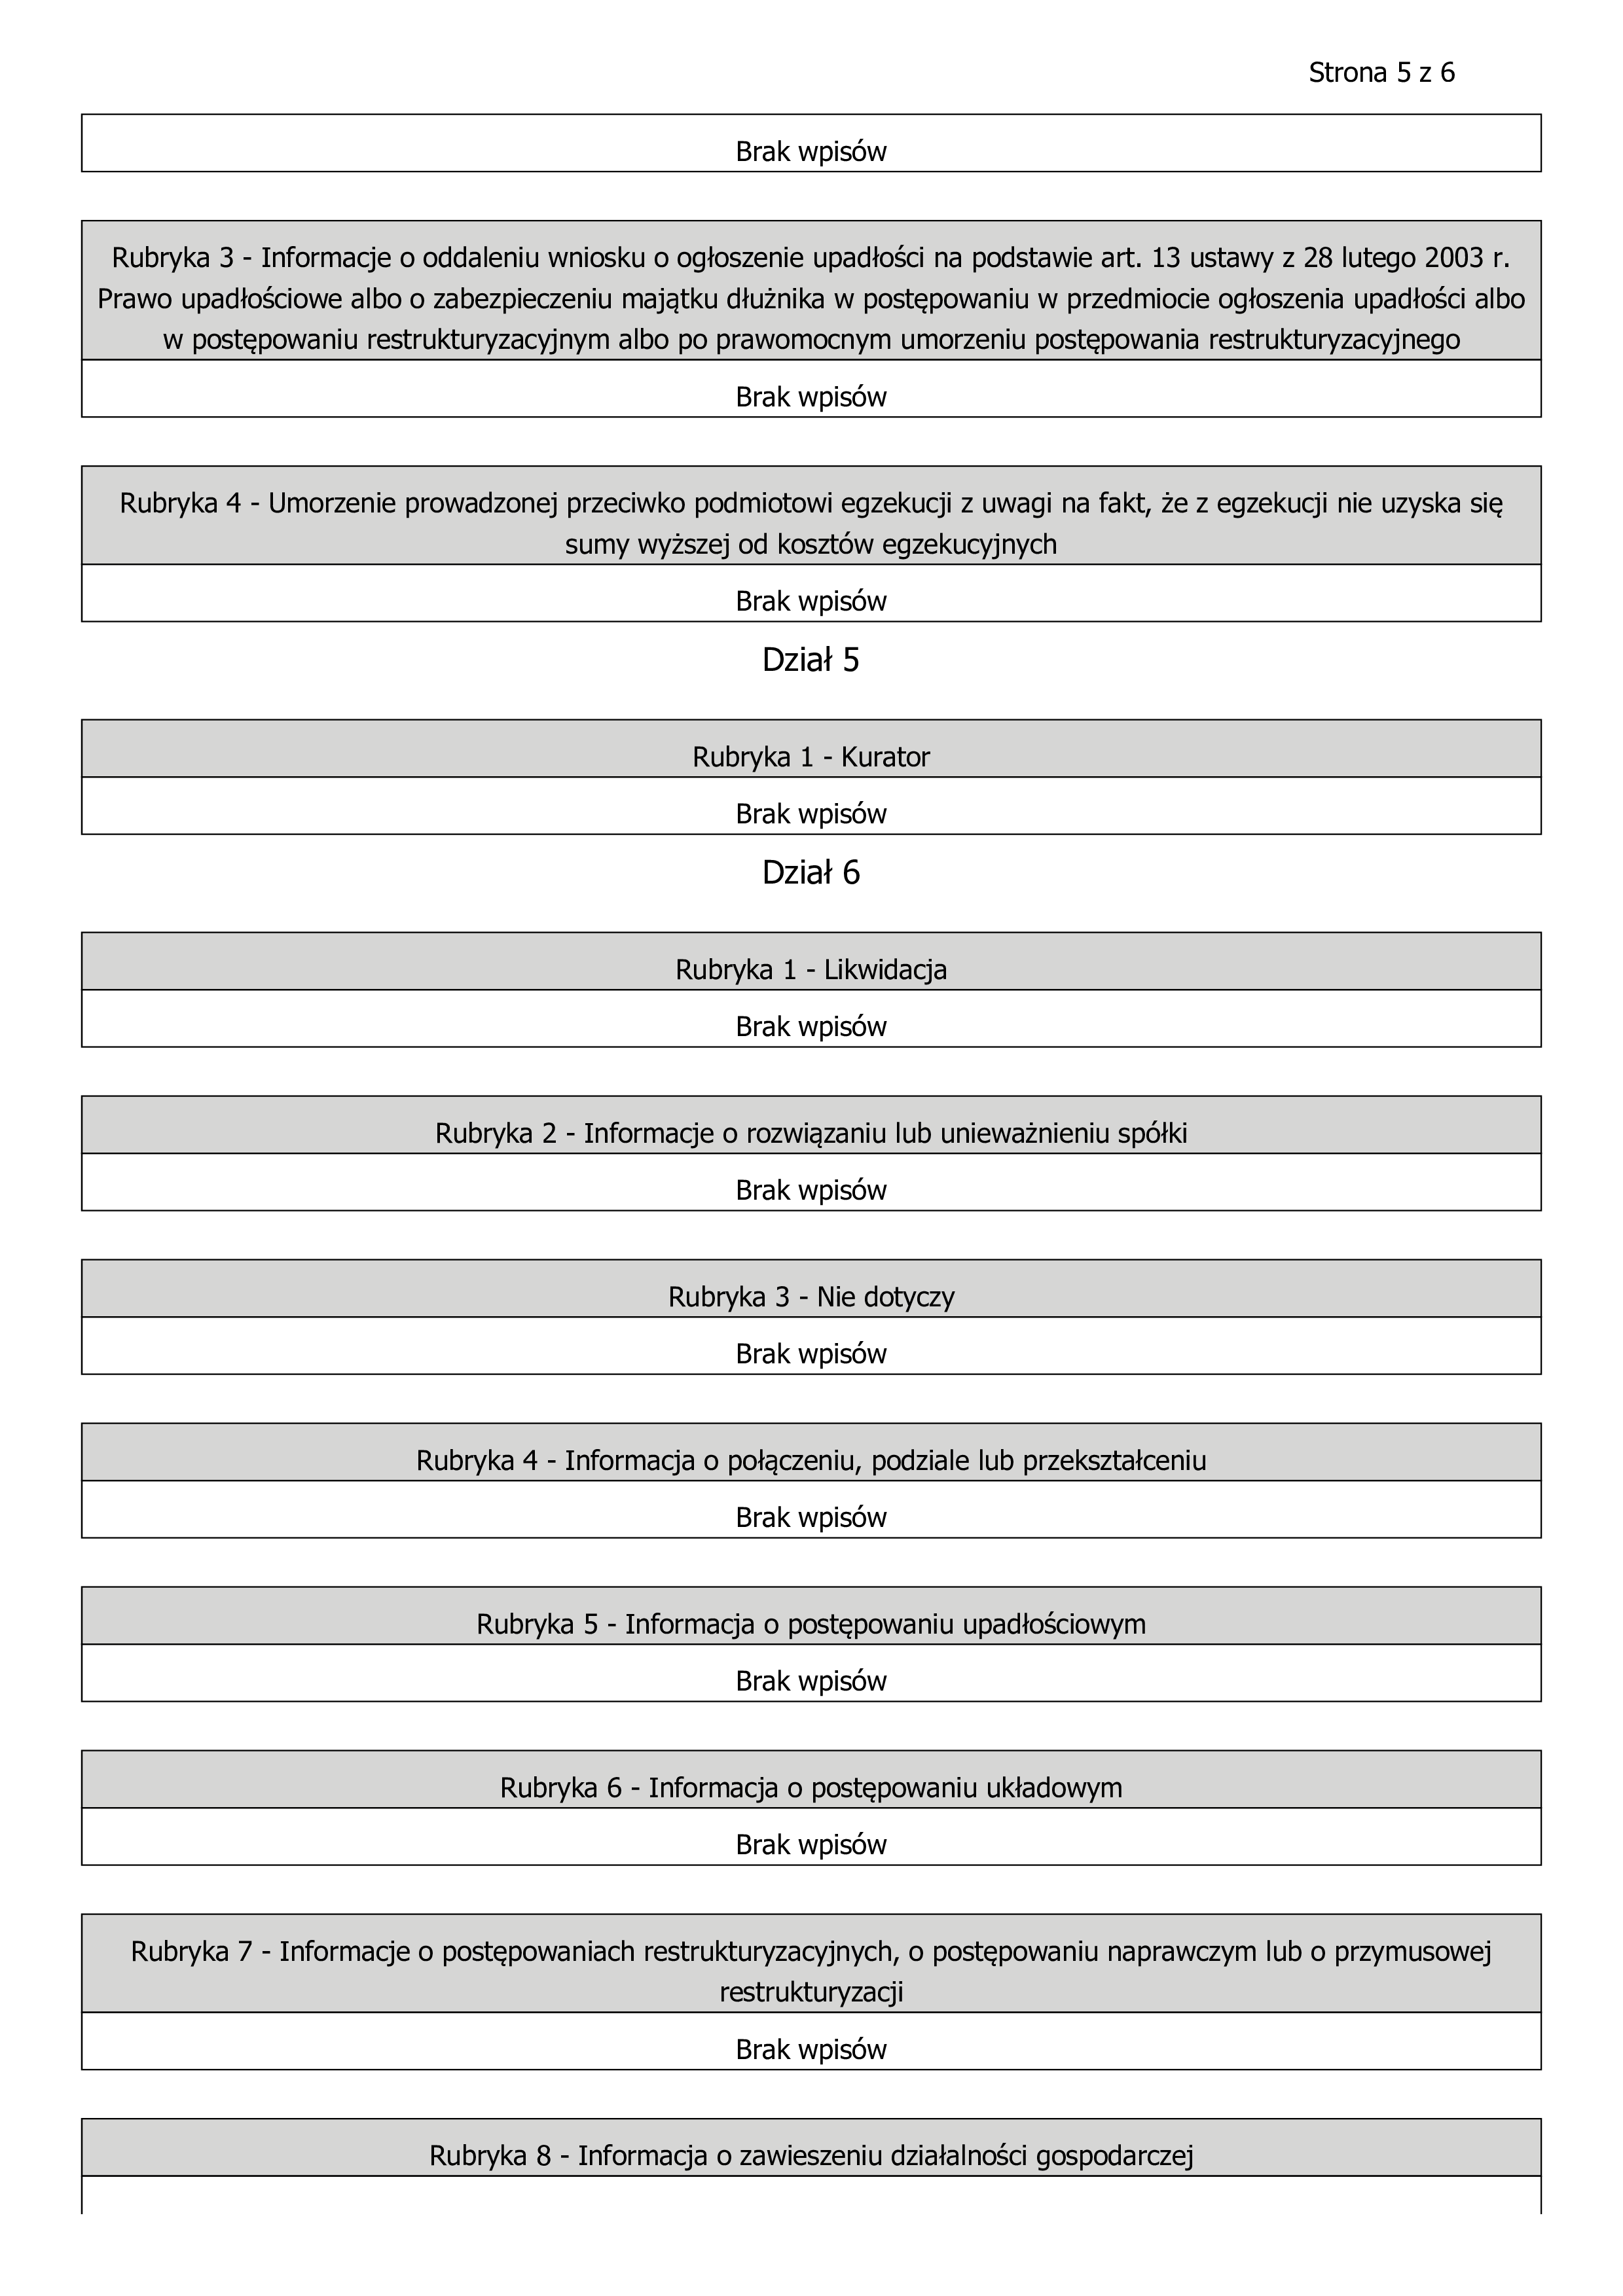 Strona 5 z 6
Brak wpisów
Rubryka 3 - Informacje o oddaleniu wniosku o ogłoszenie upadłości na podstawie art. 13 ustawy z 28 lutego 2003 r.
Prawo upadłościowe albo o zabezpieczeniu majątku dłużnika w postępowaniu w przedmiocie ogłoszenia upadłości albo
w postępowaniu restrukturyzacyjnym albo po prawomocnym umorzeniu postępowania restrukturyzacyjnego
Brak wpisów
Rubryka 4 - Umorzenie prowadzonej przeciwko podmiotowi egzekucji z uwagi na fakt, że z egzekucji nie uzyska się
sumy wyższej od kosztów egzekucyjnych
Brak wpisów
Dział 5
Rubryka 1 - Kurator
Brak wpisów
Dział 6
Rubryka 1 - Likwidacja
Brak wpisów
Rubryka 2 - Informacje o rozwiązaniu lub unieważnieniu spółki
Brak wpisów
Rubryka 3 - Nie dotyczy
Brak wpisów
Rubryka 4 - Informacja o połączeniu, podziale lub przekształceniu
Brak wpisów
Rubryka 5 - Informacja o postępowaniu upadłościowym
Brak wpisów
Rubryka 6 - Informacja o postępowaniu układowym
Brak wpisów
Rubryka 7 - Informacje o postępowaniach restrukturyzacyjnych, o postępowaniu naprawczym lub o przymusowej
restrukturyzacji
Brak wpisów
Rubryka 8 - Informacja o zawieszeniu działalności gospodarczej